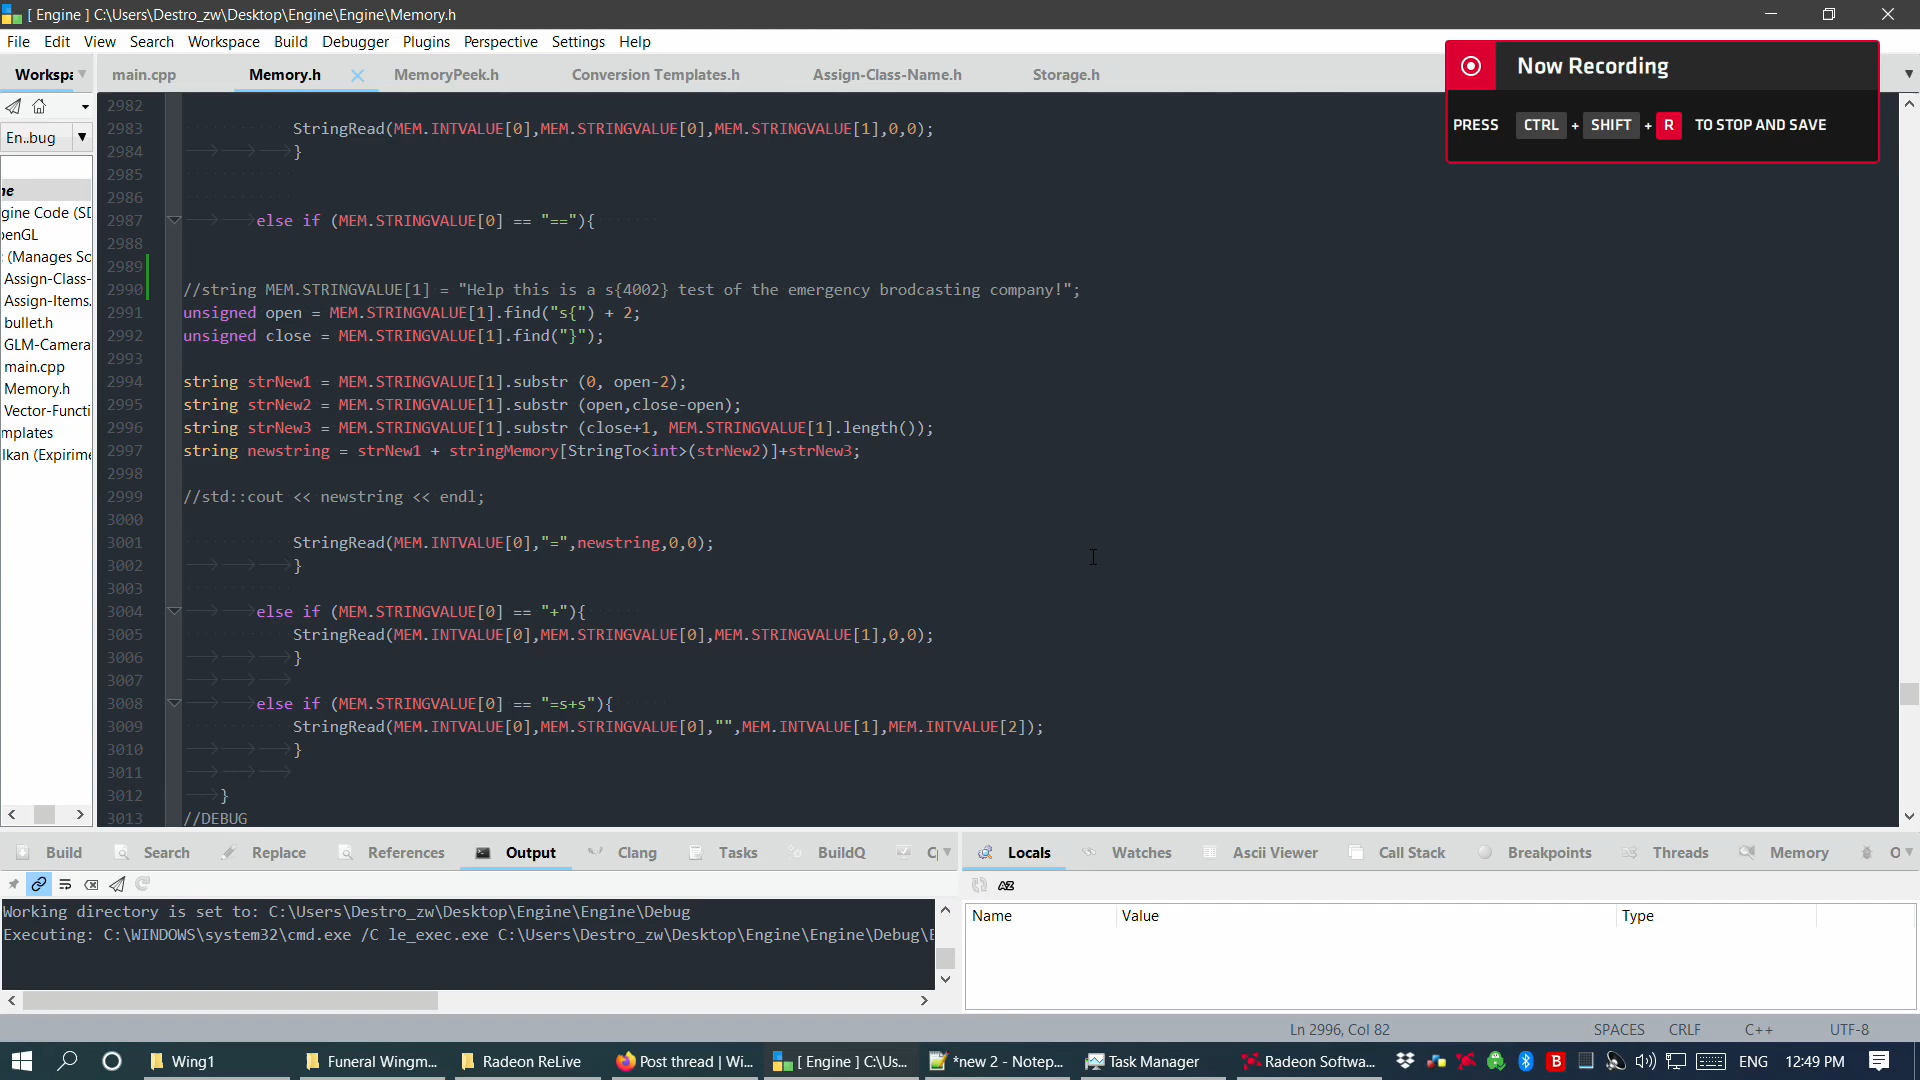 [ Engine ] C:\Users\Destro_zw\Desktop\Engine\Engine\Memory.h
File Edit View Search Workspace Build Debugger Plugins Perspective Settings Help
Now Recording
PRESS CTRL + SHIFT + R TO STOP AND SAVE
Workspa main.cpp Memory.h MemoryPeek.h Conversion Templates.h Assign-Class-Name.h Storage.h
En..bug
ne
gine Code (SD
penGL
: (Manages Sc
Assign-Class-
Assign-Items.
bullet.h
GLM-Camera
main.cpp
Memory.h
Vector-Functi
mplates
lkan (Expirime
2982
2983 StringRead(MEM.INTVALUE[0],MEM.STRINGVALUE[0],MEM.STRINGVALUE[1],0,0);
2984 }
2985
2986
2987 else if (MEM.STRINGVALUE[0] == "=="){
2988
2989
2990 //string MEM.STRINGVALUE[1] = "Help this is a s{4002} test of the emergency brodcasting company!";
2991 unsigned open = MEM.STRINGVALUE[1].find("s{") + 2;
2992 unsigned close = MEM.STRINGVALUE[1].find("}");
2993
2994 string strNew1 = MEM.STRINGVALUE[1].substr (0, open-2);
2995 string strNew2 = MEM.STRINGVALUE[1].substr (open,close-open);
2996 string strNew3 = MEM.STRINGVALUE[1].substr (close+1, MEM.STRINGVALUE[1].length());
2997 string newstring = strNew1 + stringMemory[StringTo<int>(strNew2)]+strNew3;
2998
2999 //std::cout << newstring << endl;
3000
3001 StringRead(MEM.INTVALUE[0],"=",newstring,0,0);
3002 }
3003
3004 else if (MEM.STRINGVALUE[0] == "+"){
3005 StringRead(MEM.INTVALUE[0],MEM.STRINGVALUE[0],MEM.STRINGVALUE[1],0,0);
3006 }
3007
3008 else if (MEM.STRINGVALUE[0] == "=s+s"){
3009 StringRead(MEM.INTVALUE[0],MEM.STRINGVALUE[0],"",MEM.INTVALUE[1],MEM.INTVALUE[2]);
3010 }
3011
3012 }
3013 //DEBUG
Build Search Replace References Output Clang Tasks BuildQ
Locals Watches Ascii Viewer Call Stack Breakpoints Threads Memory O
Working directory is set to: C:\Users\Destro_zw\Desktop\Engine\Engine\Debug
Executing: C:\WINDOWS\system32\cmd.exe /C le_exec.exe C:\Users\Destro_zw\Desktop\Engine\Engine\Debug\E
Name Value Type
Ln 2996, Col 82 SPACES CRLF C++ UTF-8
Wing1 Funeral Wingm... Radeon ReLive Post thread | Wi... [ Engine ] C:\Us... *new 2 - Notep... Task Manager Radeon Softwa... ENG 12:49 PM